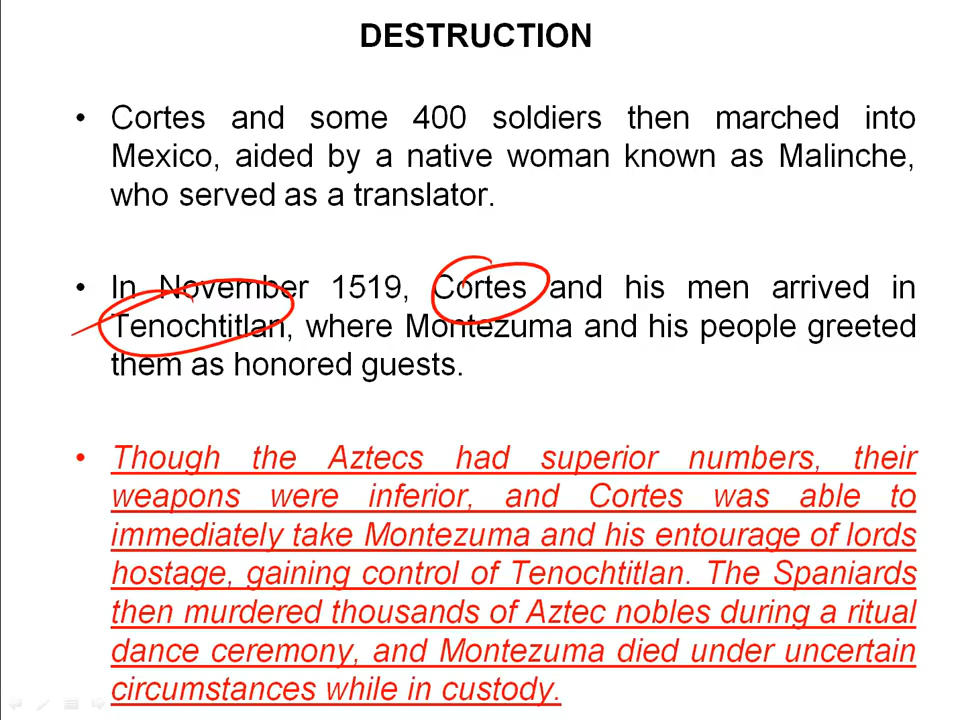 DESTRUCTION
• Cortes and some 400 soldiers then marched into
Mexico, aided by a native woman known as Malinche,
who served as a translator.
• In November 1519, Cortes and his men arrived in
Tenochtitlan, where Montezuma and his people greeted
them as honored guests.
• Though the Aztecs had superior numbers, their
weapons were inferior, and Cortes was able to
immediately take Montezuma and his entourage of lords
hostage, gaining control of Tenochtitlan. The Spaniards
then murdered thousands of Aztec nobles during a ritual
dance ceremony, and Montezuma died under uncertain
circumstances while in custody.